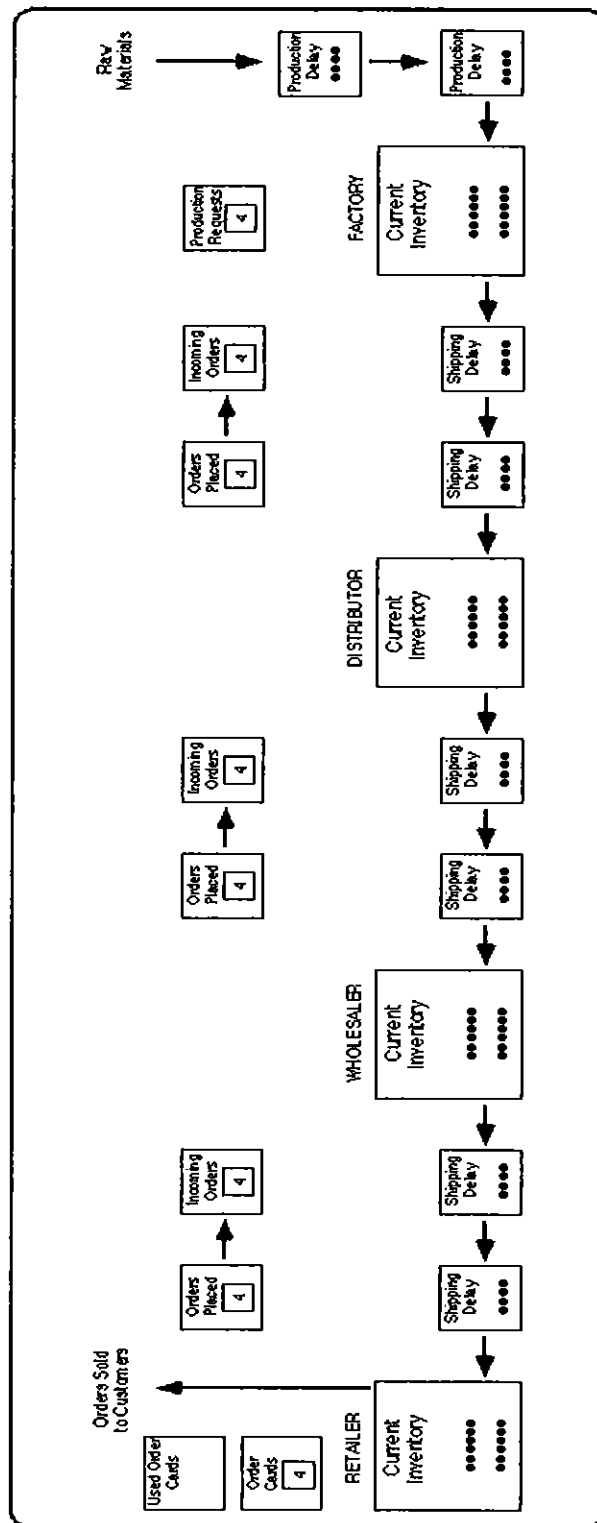 Used Order
Cards
Orders Sold
to Customers
Order
Cards
4
RETAILER
Current
Inventory
Orders
Placed
4
Incoming
Orders
4
Shipping
Delay
Shipping
Delay
WHOLESALER
Current
Inventory
Orders
Placed
4
Incoming
Orders
4
Shipping
Delay
Shipping
Delay
DISTRIBUTOR
Current
Inventory
Orders
Placed
4
Incoming
Orders
4
Shipping
Delay
Shipping
Delay
Production
Requests
4
FACTORY
Current
Inventory
Raw
Materials
Production
Delay
Production
Delay